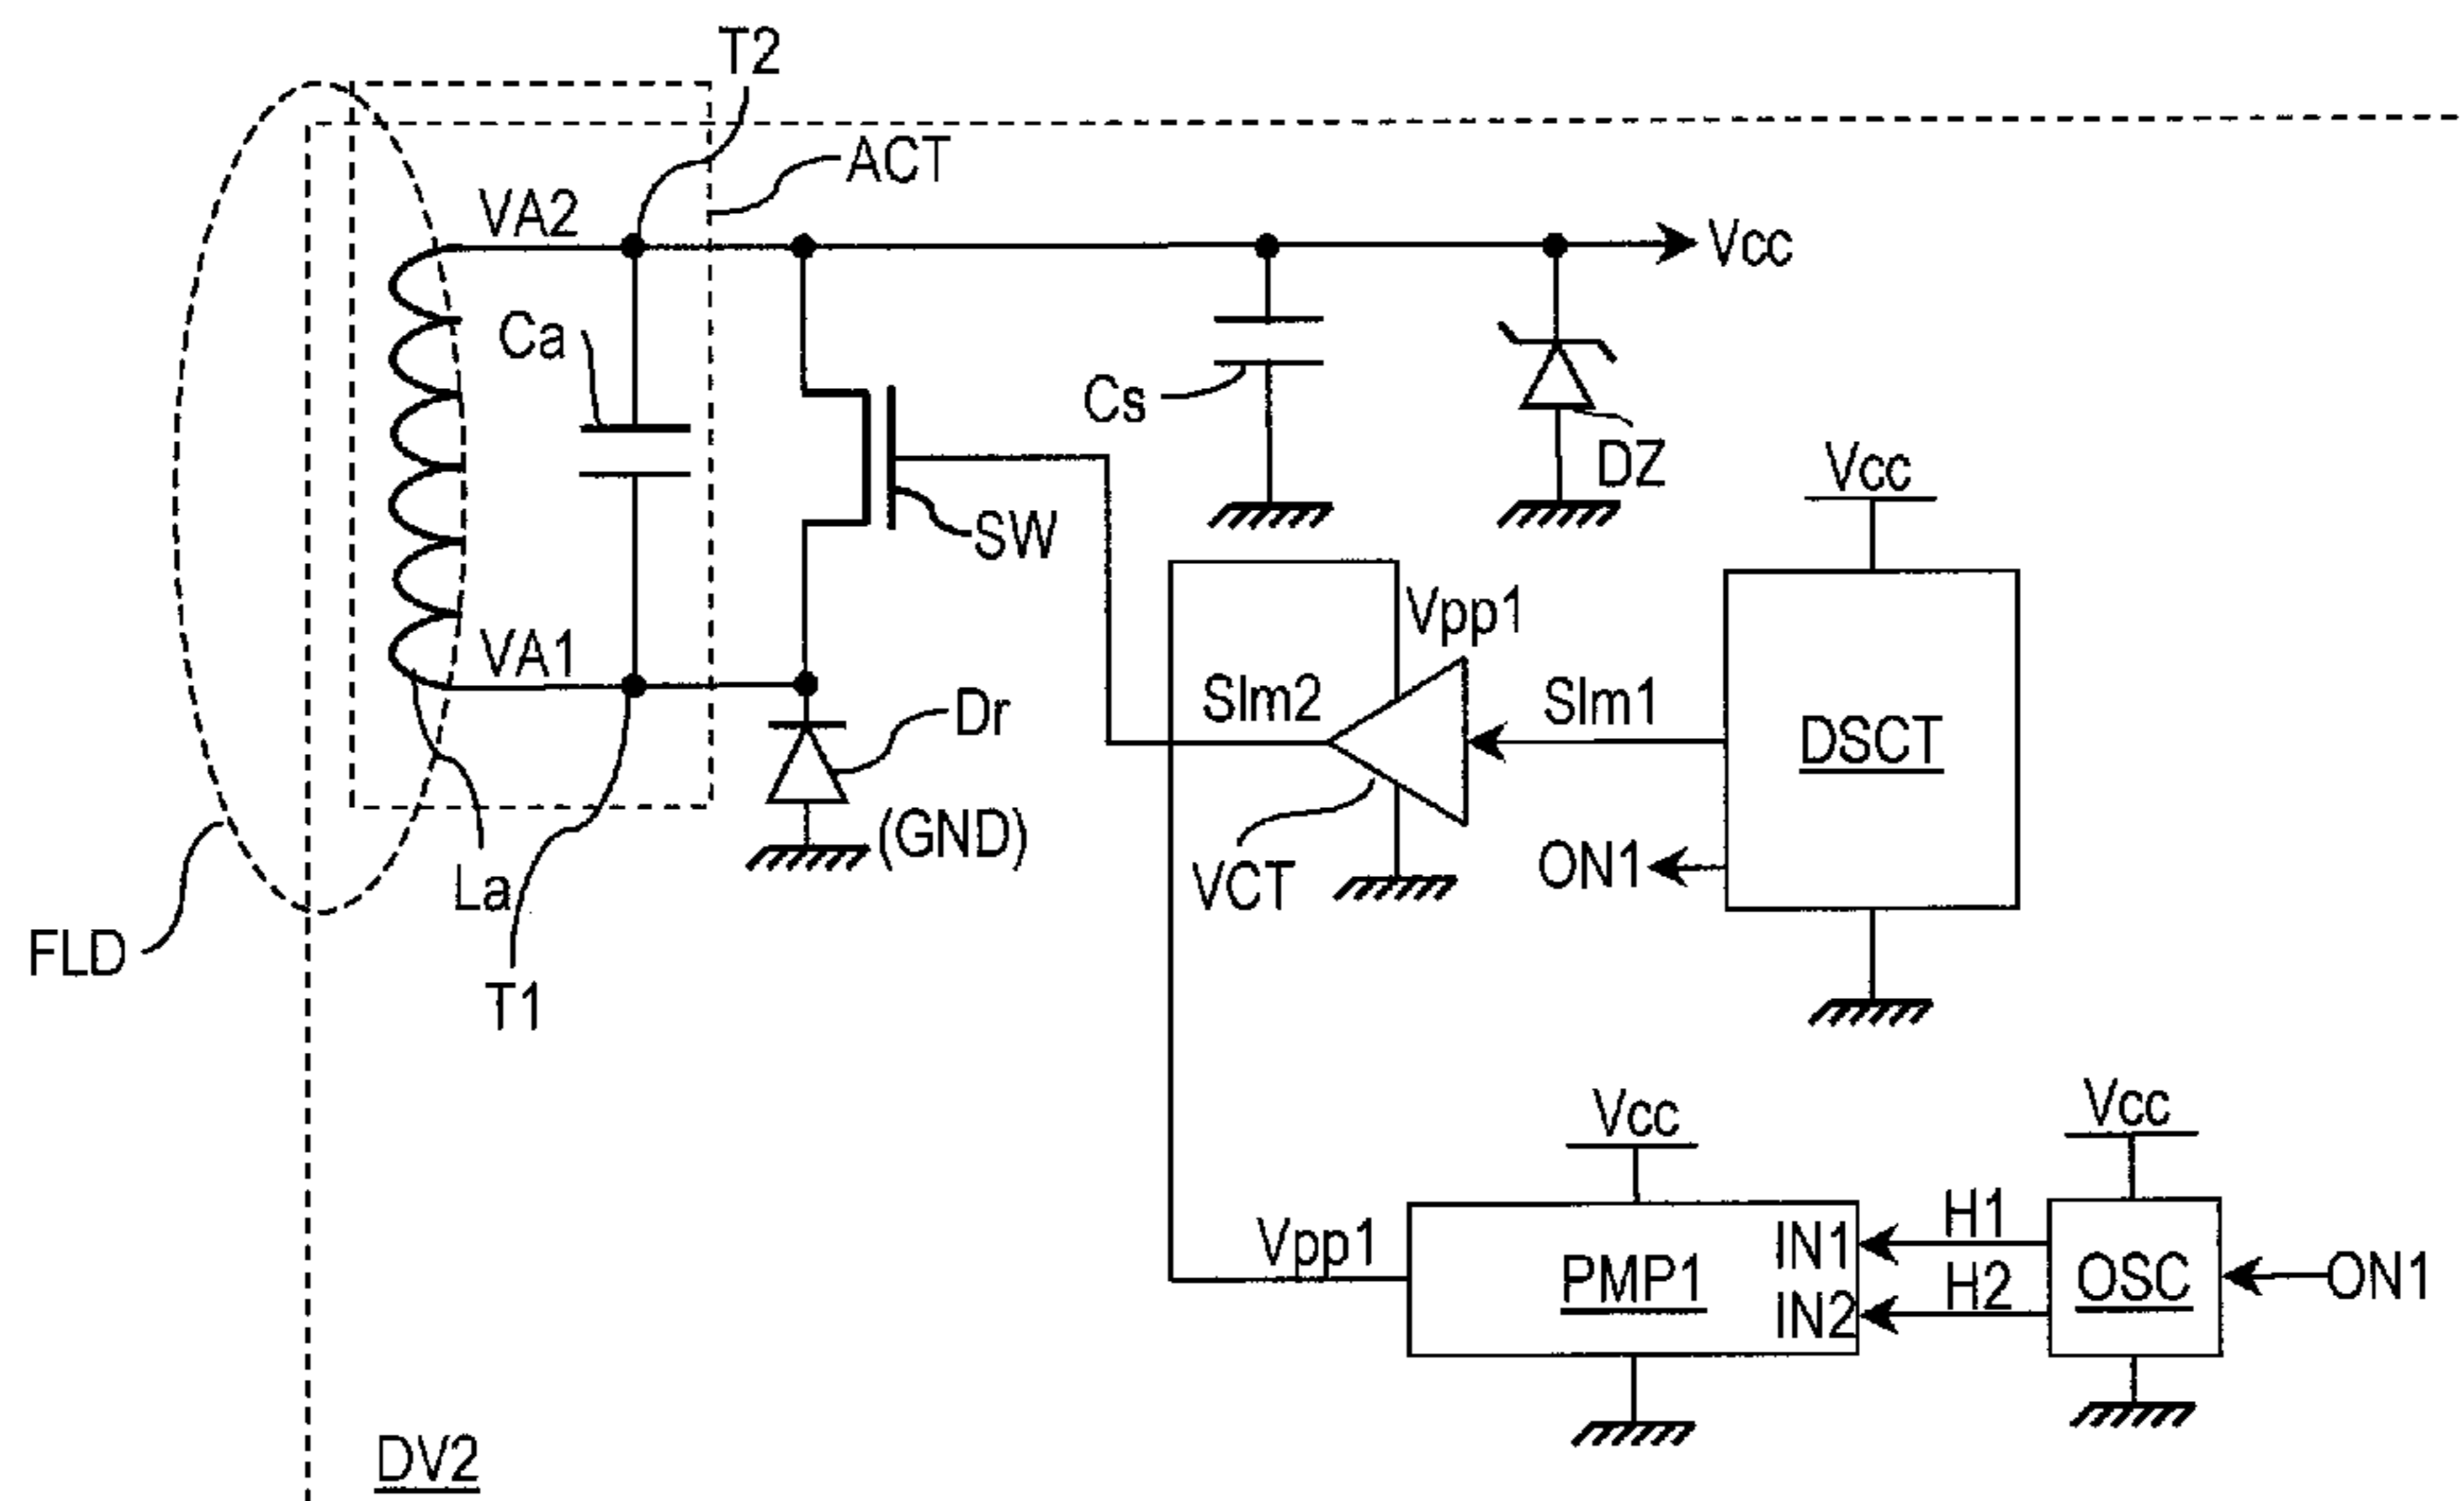 T2
ACT
VA2
Vcc
Ca
Cs
DZ
Vcc
SW
Vpp1
VA1
Slm2
Slm1
Dr
DSCT
(GND)
ON1
VCT
La
FLD
T1
Vcc
Vcc
Vpp1
PMP1
IN1
H1
OSC
ON1
IN2
H2
DV2